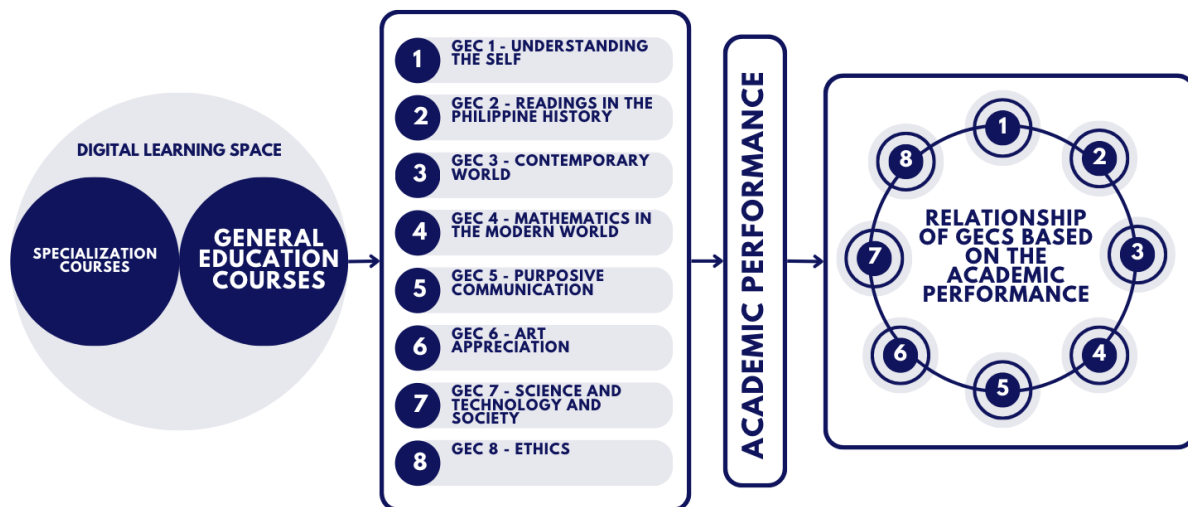 DIGITAL LEARNING SPACE
SPECIALIZATION
COURSES
GENERAL
EDUCATION
COURSES
1
GEC 1 - UNDERSTANDING
THE SELF
2
GEC 2 - READINGS IN THE
PHILIPPINE HISTORY
3
GEC 3 - CONTEMPORARY
WORLD
4
GEC 4 - MATHEMATICS IN
THE MODERN WORLD
5
GEC 5 - PURPOSIVE
COMMUNICATION
6
GEC 6 - ART
APPRECIATION
7
GEC 7 - SCIENCE AND
TECHNOLOGY AND
SOCIETY
8
GEC 8 - ETHICS
ACADEMIC PERFORMANCE
1
2
3
4
5
6
7
8
RELATIONSHIP
OF GECS BASED
ON THE
ACADEMIC
PERFORMANCE